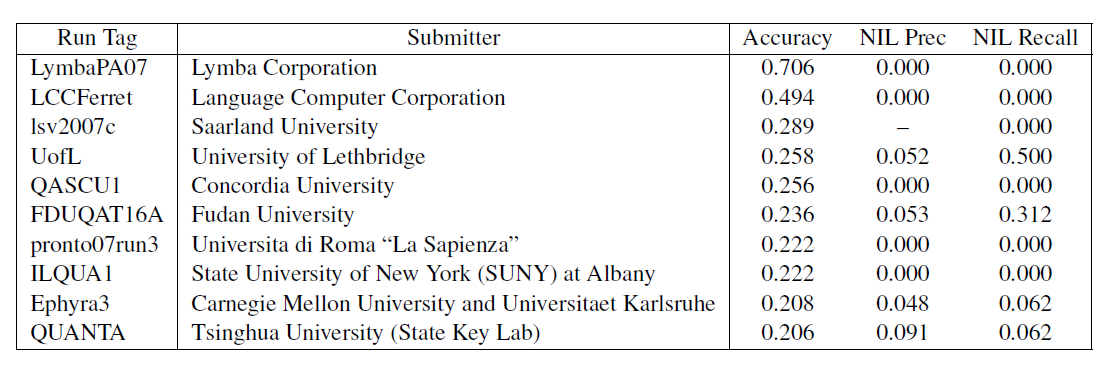 Run Tag Submitter Accuracy NIL Prec NIL Recall
LymbaPA07 Lymba Corporation 0.706 0.000 0.000
LCCFerret Language Computer Corporation 0.494 0.000 0.000
lsv2007c Saarland University 0.289 – 0.000
UofL University of Lethbridge 0.258 0.052 0.500
QASCU1 Concordia University 0.256 0.000 0.000
FDUQAT16A Fudan University 0.236 0.053 0.312
pronto07run3 Universita di Roma “La Sapienza” 0.222 0.000 0.000
ILQUA1 State University of New York (SUNY) at Albany 0.222 0.000 0.000
Ephyra3 Carnegie Mellon University and Universitaet Karlsruhe 0.208 0.048 0.062
QUANTA Tsinghua University (State Key Lab) 0.206 0.091 0.062